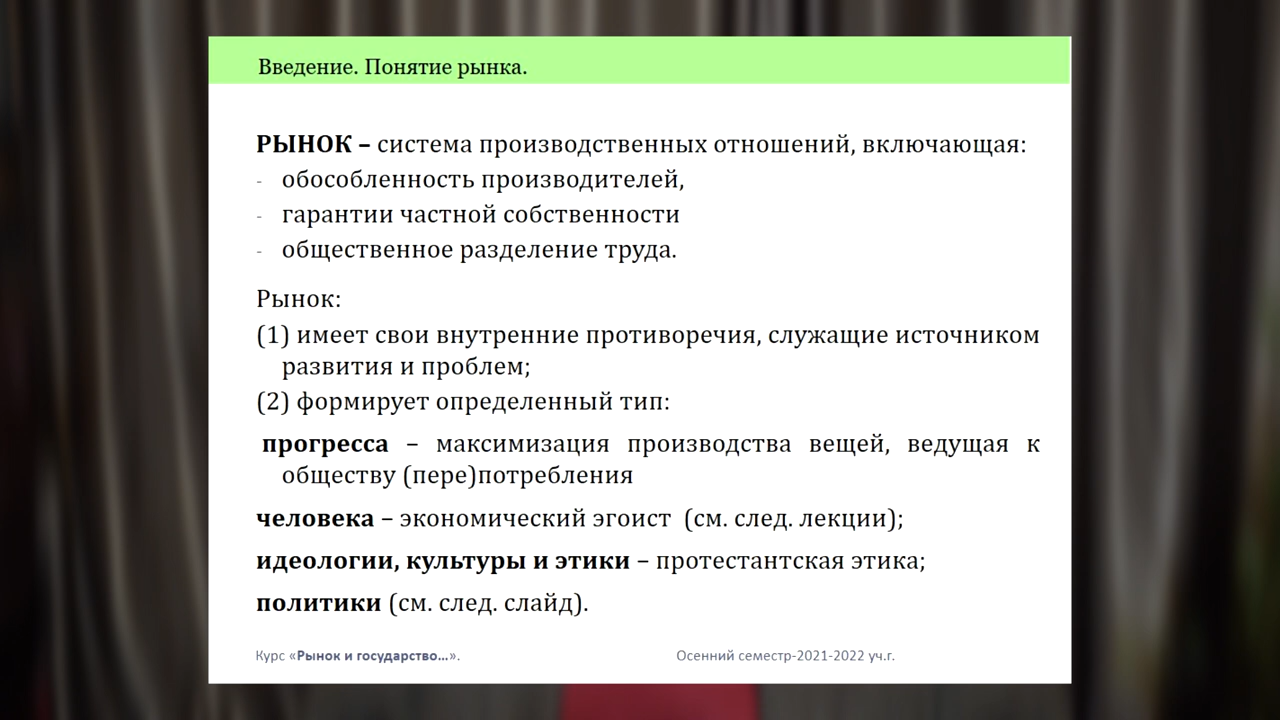 Введение. Понятие рынка.
РЫНОК – система производственных отношений, включающая:
- обособленность производителей,
- гарантии частной собственности
- общественное разделение труда.
Рынок:
(1) имеет свои внутренние противоречия, служащие источником
развития и проблем;
(2) формирует определенный тип:
прогресса – максимизация производства вещей, ведущая к
обществу (пере)потребления
человека – экономический эгоист (см. след. лекции);
идеологии, культуры и этики – протестантская этика;
политики (см. след. слайд).
Курс «Рынок и государство...».
Осенний семестр-2021-2022 уч.г.